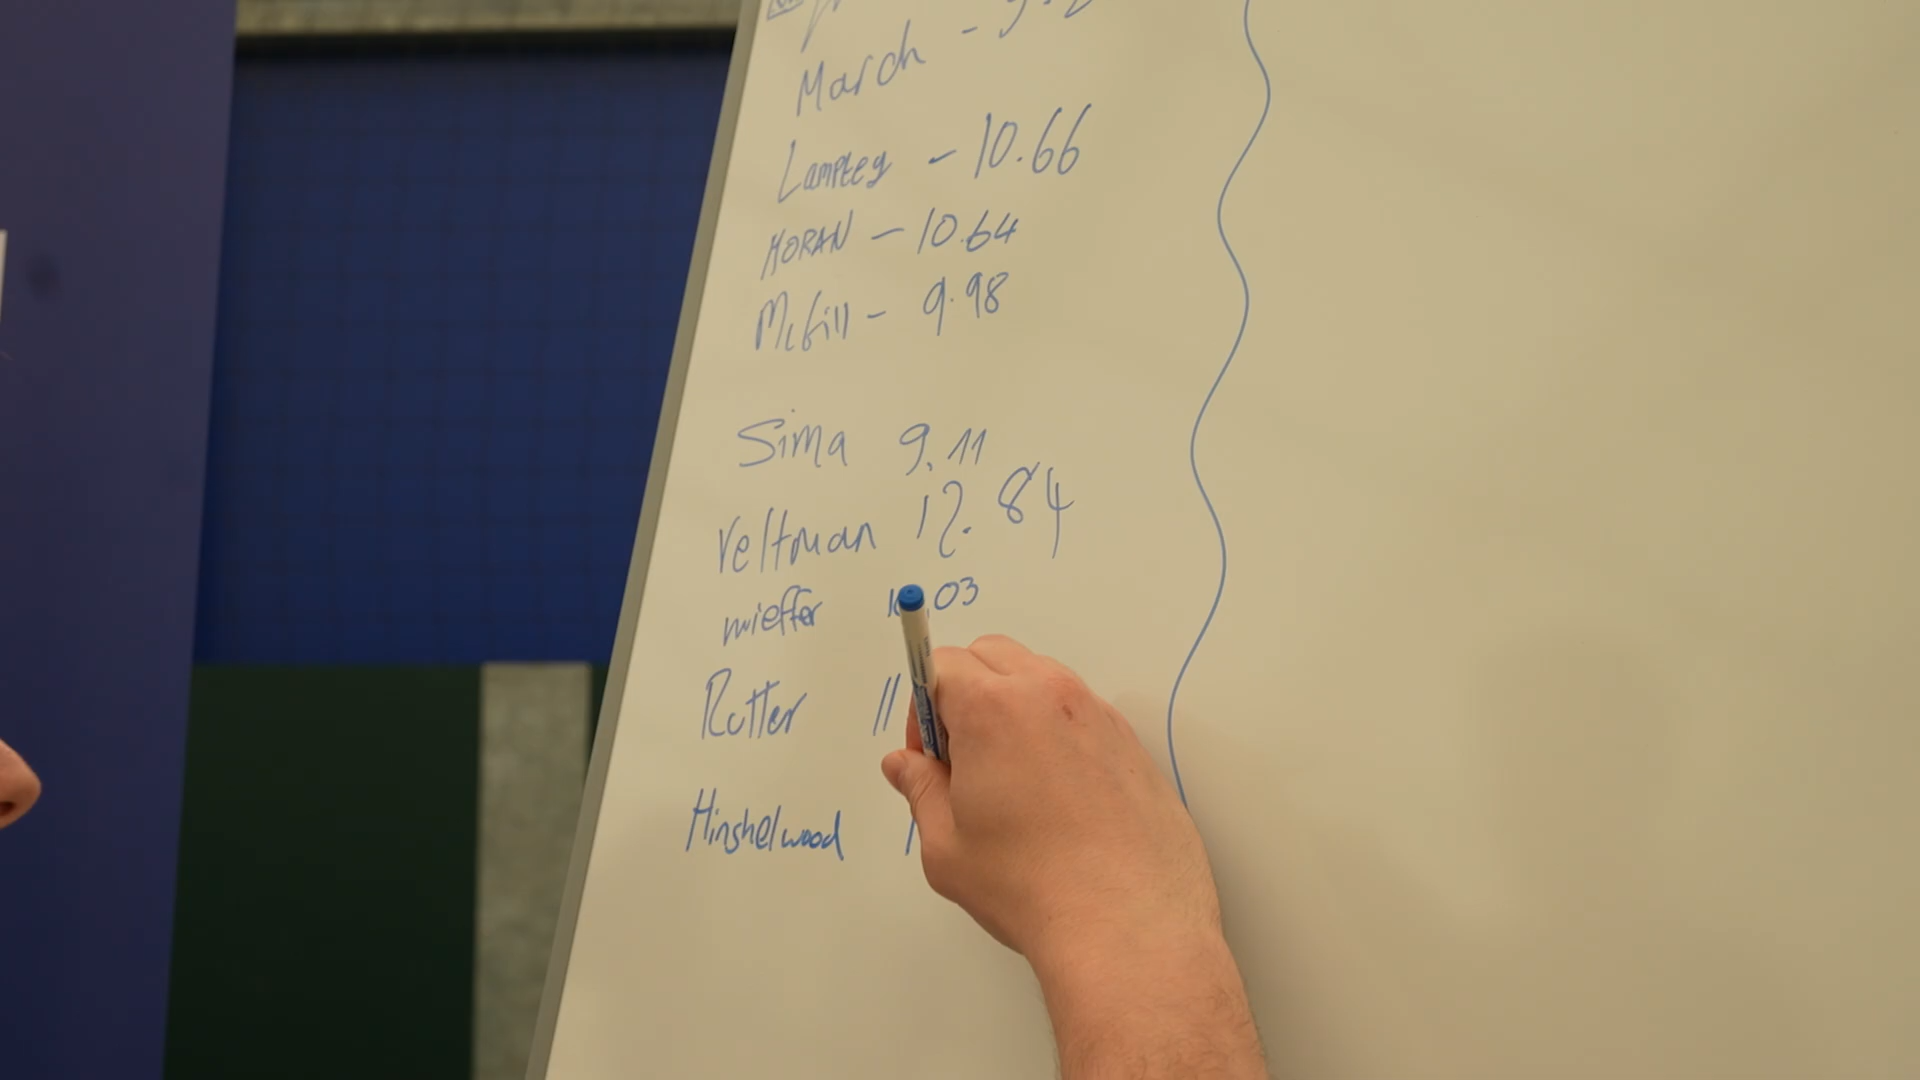 March -
Lamptey - 10.66
MORAN - 10.64
McGill - 9.98
Sima 9.11
Veltman 12.84
wieffer
Rutter 11
Hinshelwood